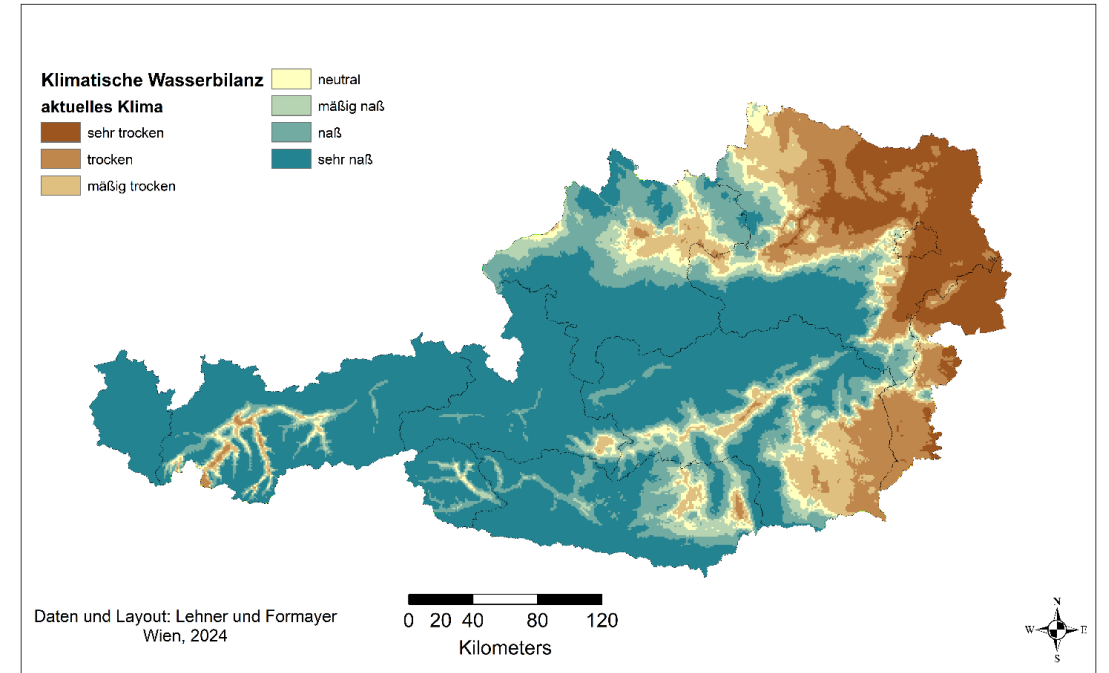 Klimatische Wasserbilanz
aktuelles Klima
sehr trocken
trocken
mäßig trocken
neutral
mäßig naß
naß
sehr naß
Daten und Layout: Lehner und Formayer
Wien, 2024
0 20 40 80 120
Kilometers
N
W E
S